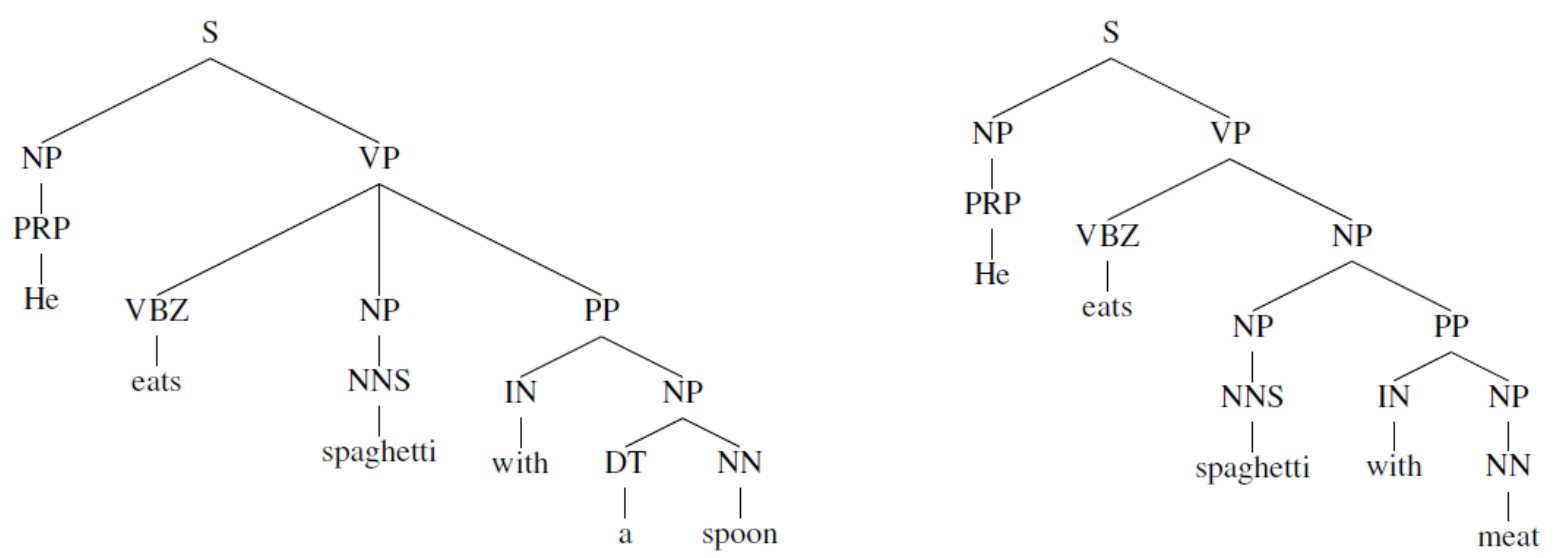 S
NP VP
PRP
He
VBZ NP PP
eats
NNS
spaghetti
IN NP
with
DT NN
a spoon
S
NP VP
PRP
He
VBZ NP
eats
NP PP
NNS
spaghetti
IN NP
with
NN
meat